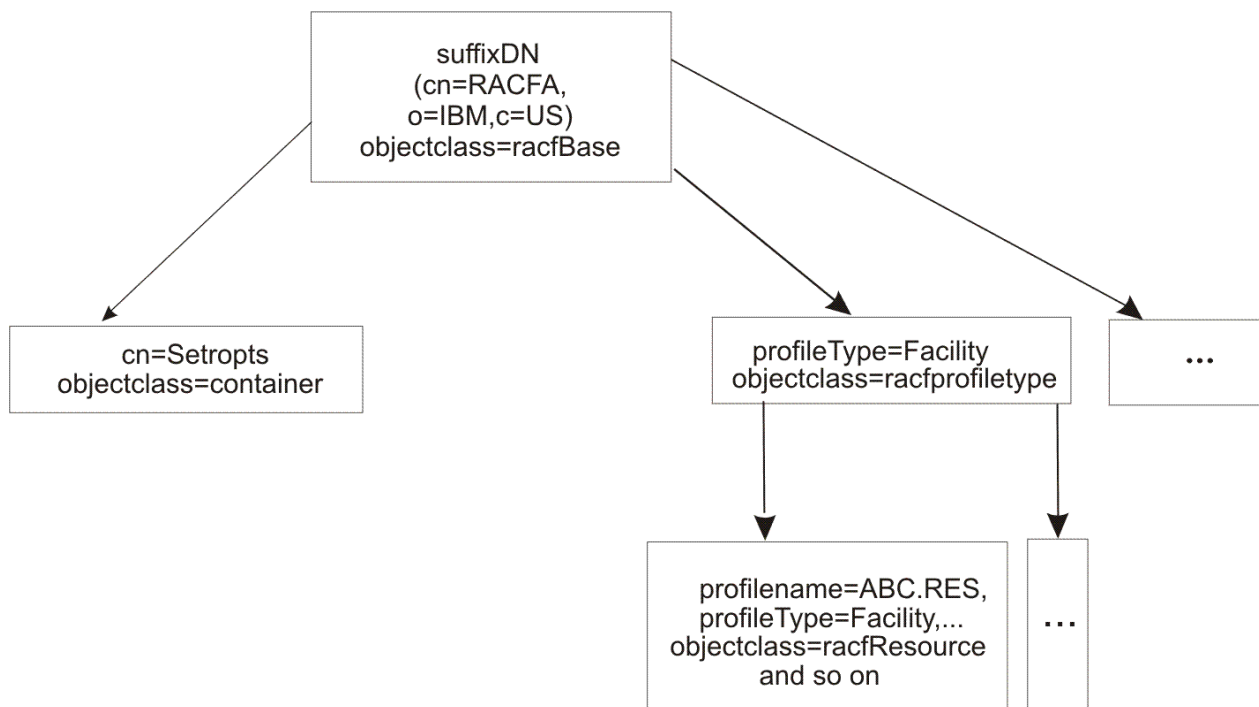 suffixDN
(cn=RACFA,
o=IBM,c=US)
objectclass=racfBase
cn=Setropts
objectclass=container
profileType=Facility
objectclass=racfprofiletype
...
profilename=ABC.RES,
profileType=Facility,...
objectclass=racfResource
and so on
...